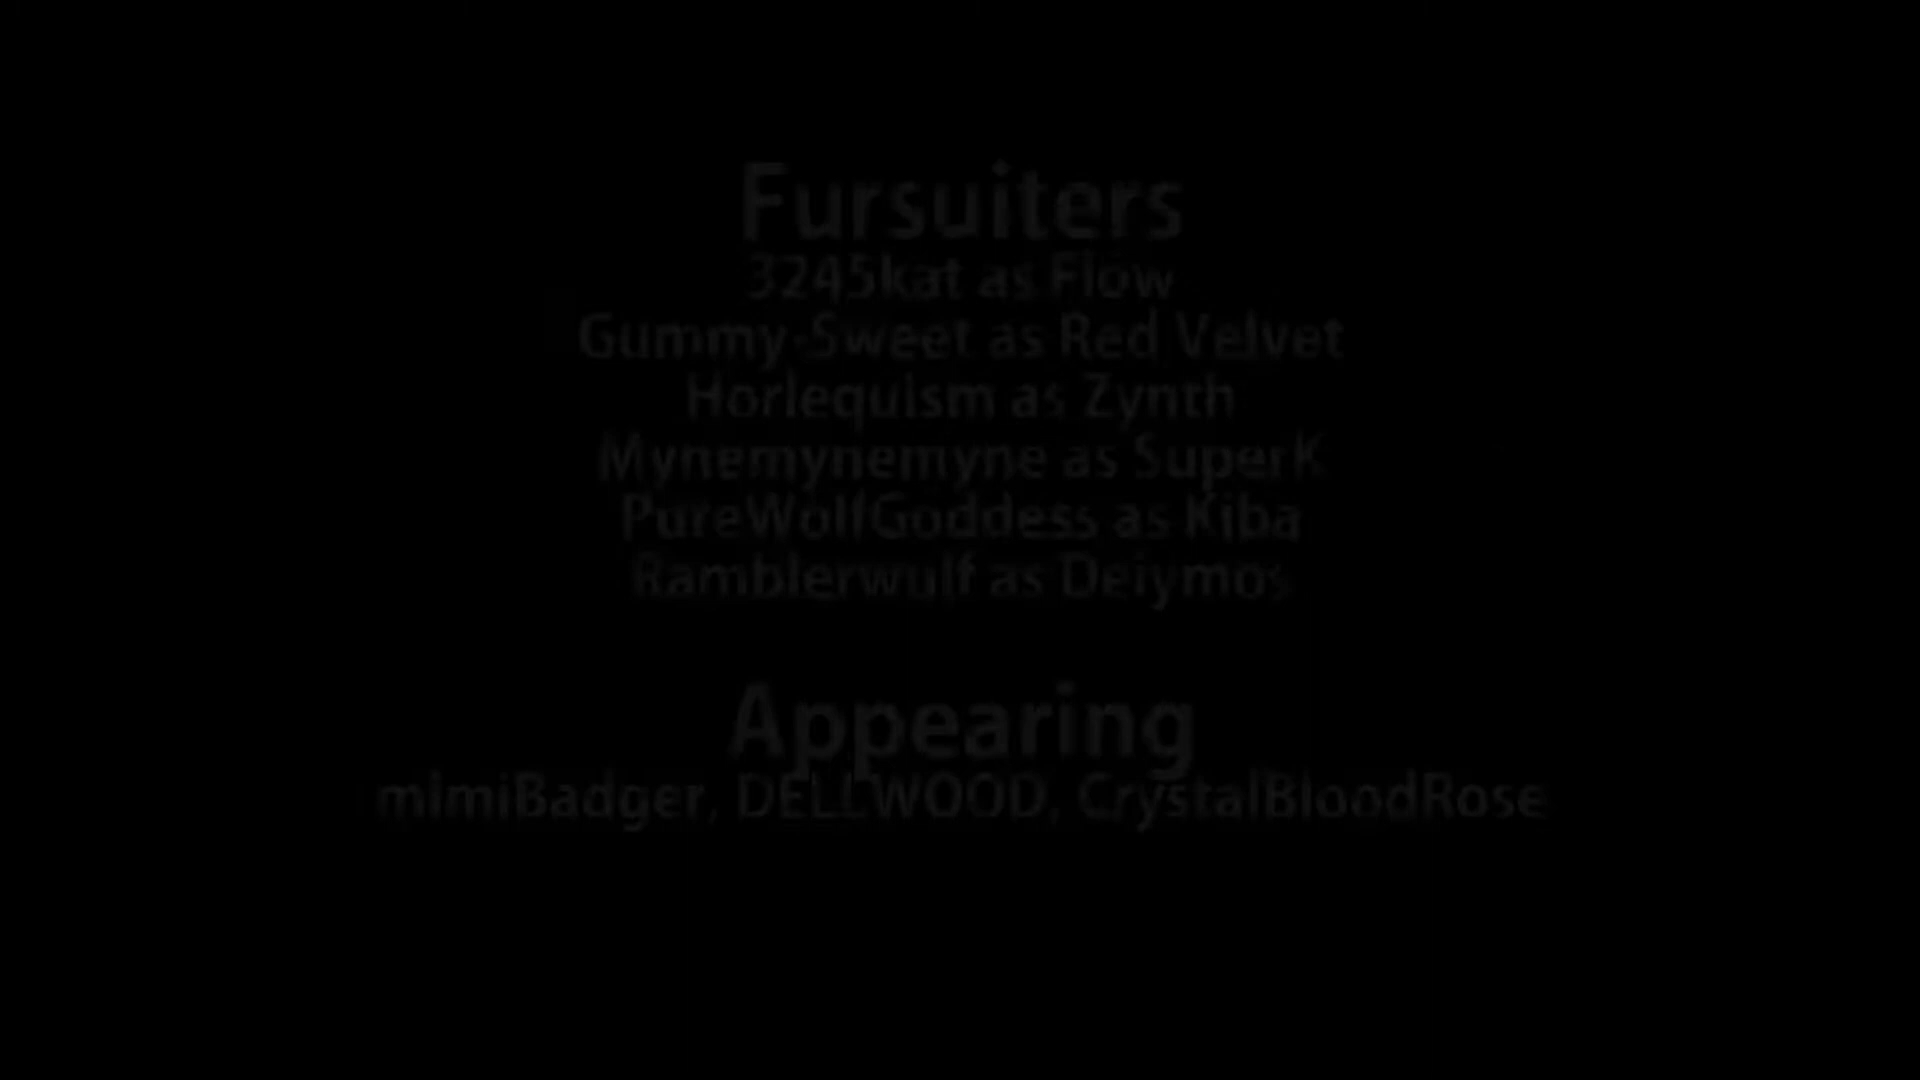 Fursuiters
3245kat as Flow
Gummy-Sweet as Red Velvet
Horlequism as Zynth
Mynemynemyne as SuperK
PureWolfGoddess as Kiba
Ramblerwulf as Deiymos
Appearing
mimiBadger, DELLWOOD, CrystalBloodRose